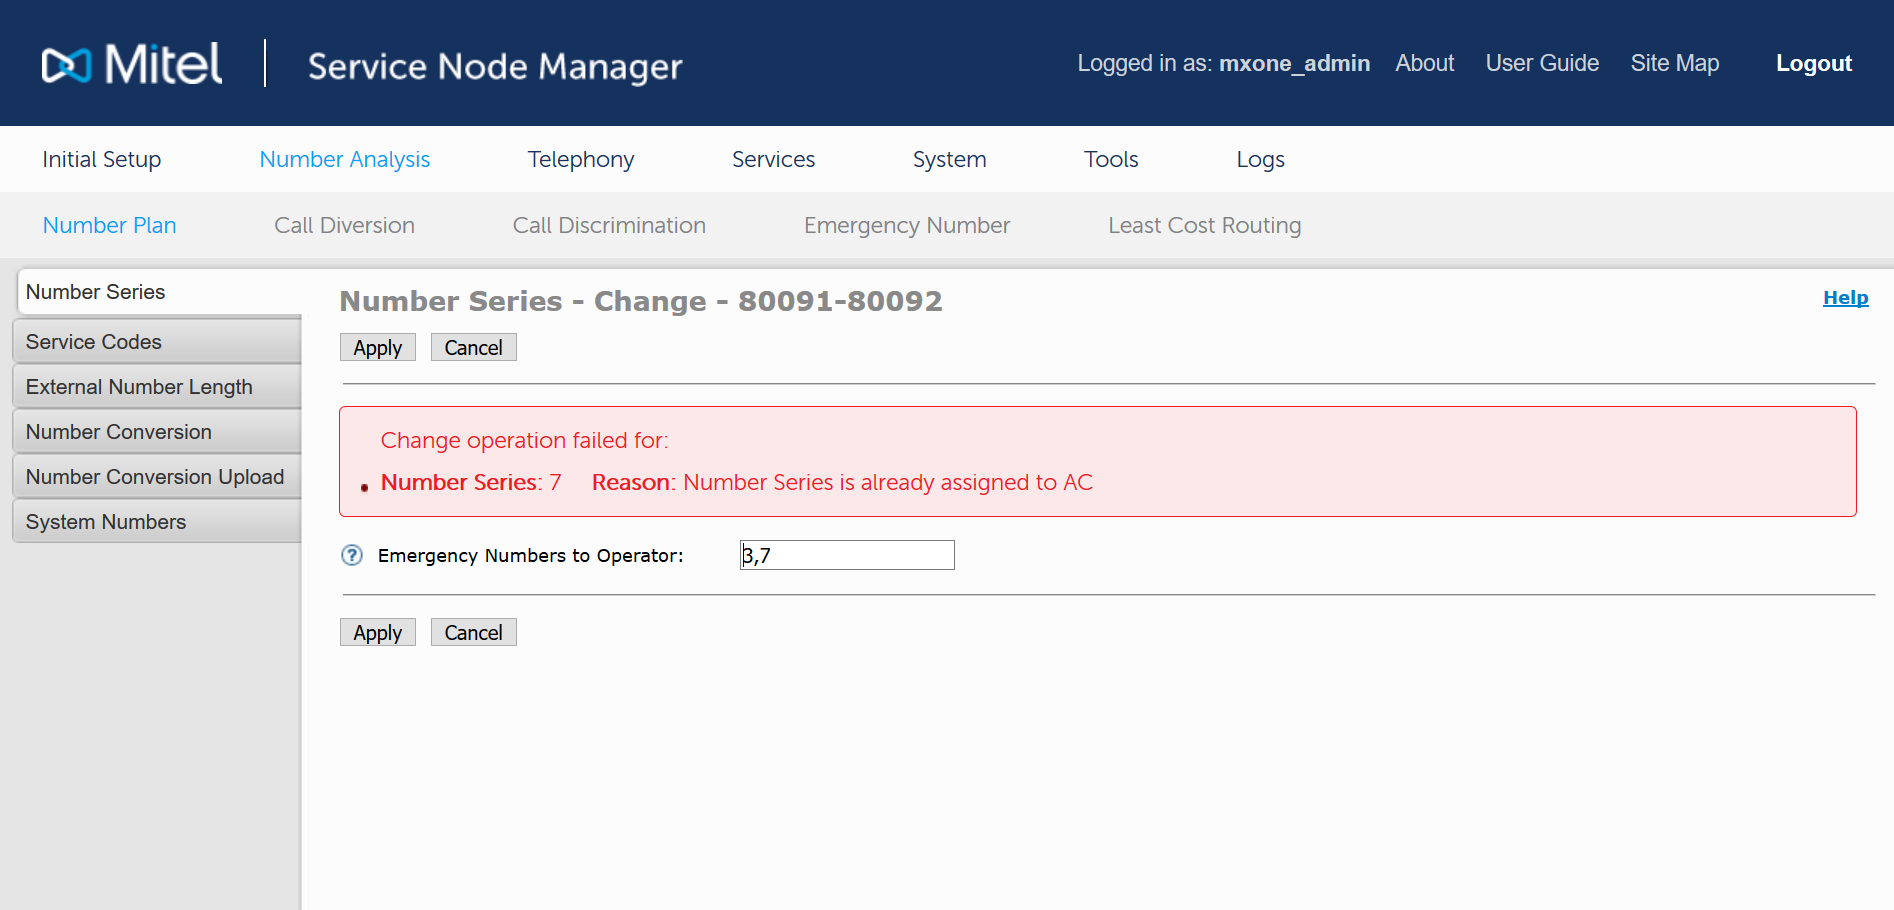 Mitel
Service Node Manager
Logged in as: mxone_admin About User Guide Site Map Logout
Initial Setup Number Analysis Telephony Services System Tools Logs
Number Plan Call Diversion Call Discrimination Emergency Number Least Cost Routing
Number Series
Service Codes
External Number Length
Number Conversion
Number Conversion Upload
System Numbers
Number Series - Change - 80091-80092
Help
Apply Cancel
Change operation failed for:
Number Series: 7 Reason: Number Series is already assigned to AC
? Emergency Numbers to Operator: 3,7
Apply Cancel